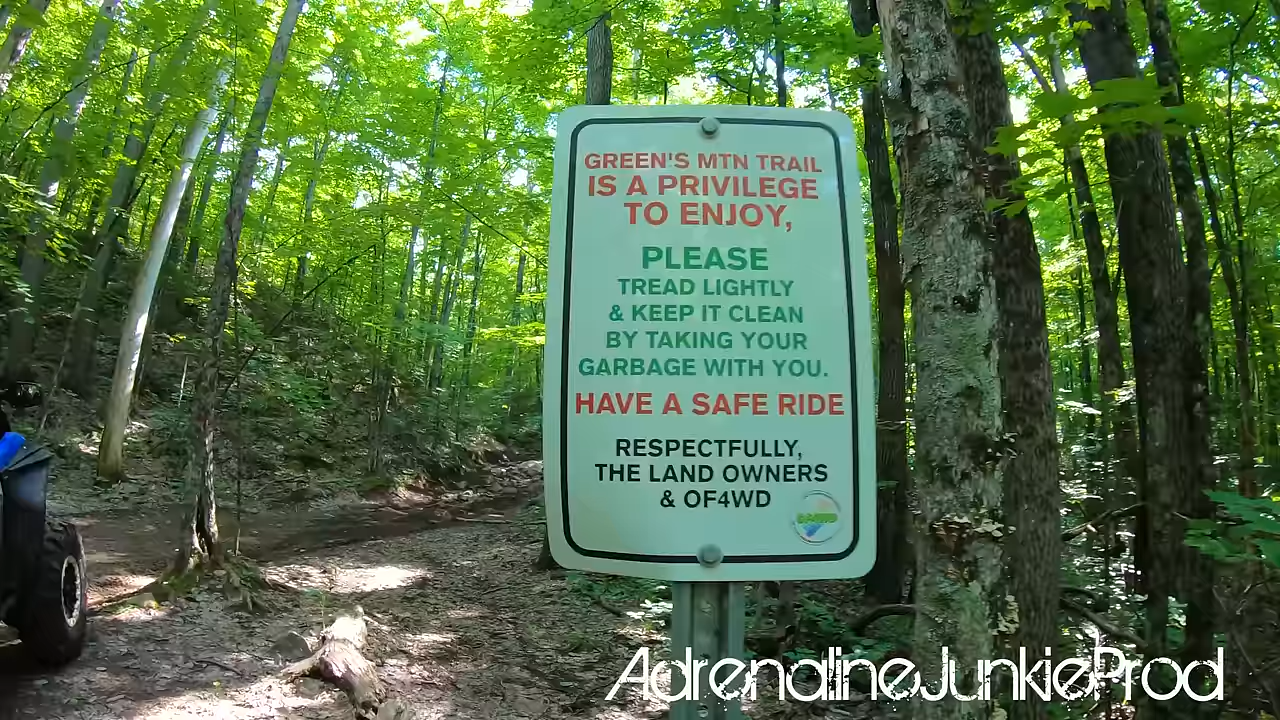 GREEN'S MTN TRAIL
IS A PRIVILEGE
TO ENJOY,
PLEASE
TREAD LIGHTLY
& KEEP IT CLEAN
BY TAKING YOUR
GARBAGE WITH YOU.
HAVE A SAFE RIDE
RESPECTFULLY,
THE LAND OWNERS
& OF4WD
AdrenalineJunkieProd